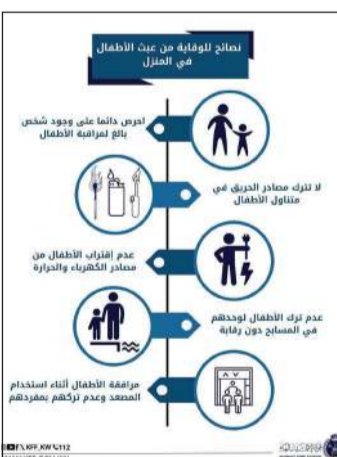 نصائح للوقاية من عبث الأطفال
في المنزل
احرص دائما على وجود شخص
بالغ لمراقبة الأطفال
لا تترك مصادر الحريق في
متناول الأطفال
عدم إقتراب الأطفال من
مصادر الكهرباء والحرارة
عدم ترك الأطفال لوحدهم
في المسابح دون رقابة
مرافقة الأطفال أثناء استخدام
المصعد وعدم تركهم بمفردهم
KFF_KW 112